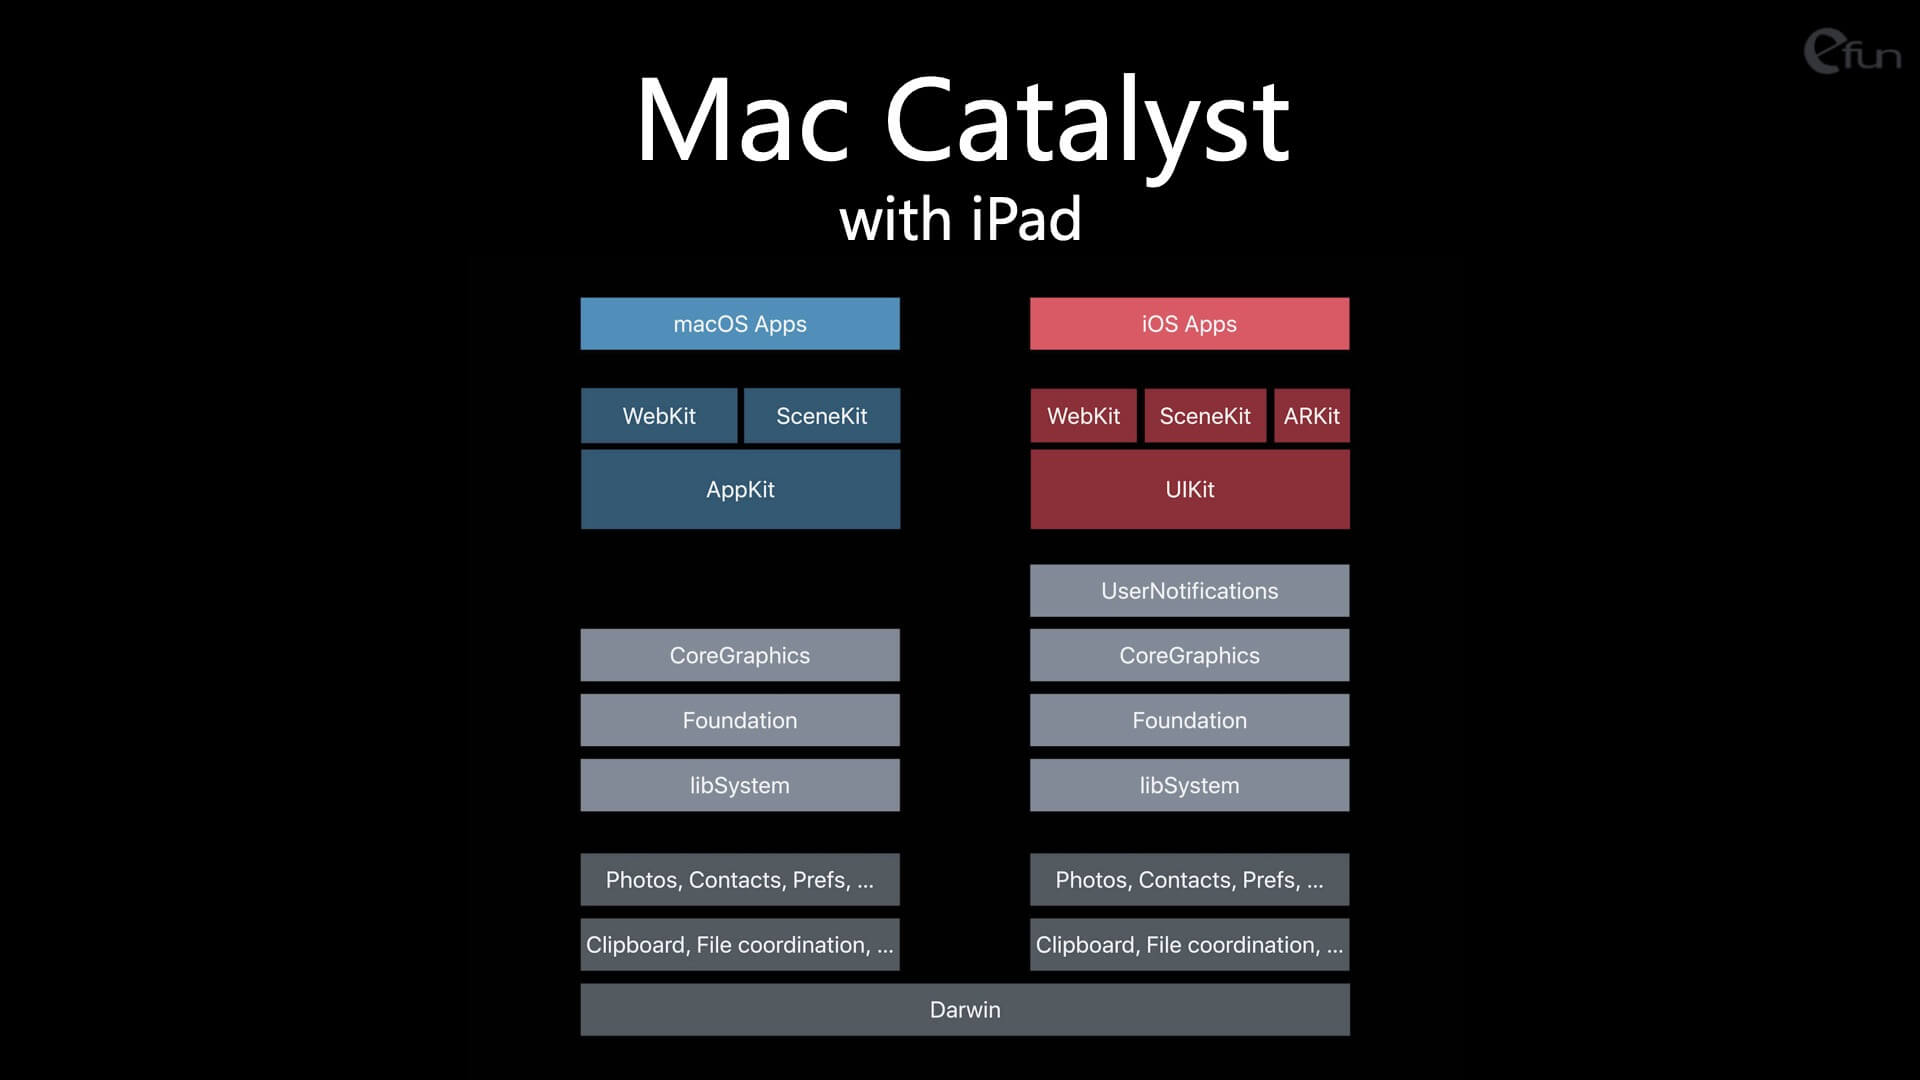 efun
Mac Catalyst
with iPad
macOS Apps
iOS Apps
WebKit
SceneKit
WebKit
SceneKit
ARKit
AppKit
UIKit
UserNotifications
CoreGraphics
CoreGraphics
Foundation
Foundation
libSystem
libSystem
Photos, Contacts, Prefs, ...
Photos, Contacts, Prefs, ...
Clipboard, File coordination, ...
Clipboard, File coordination, ...
Darwin